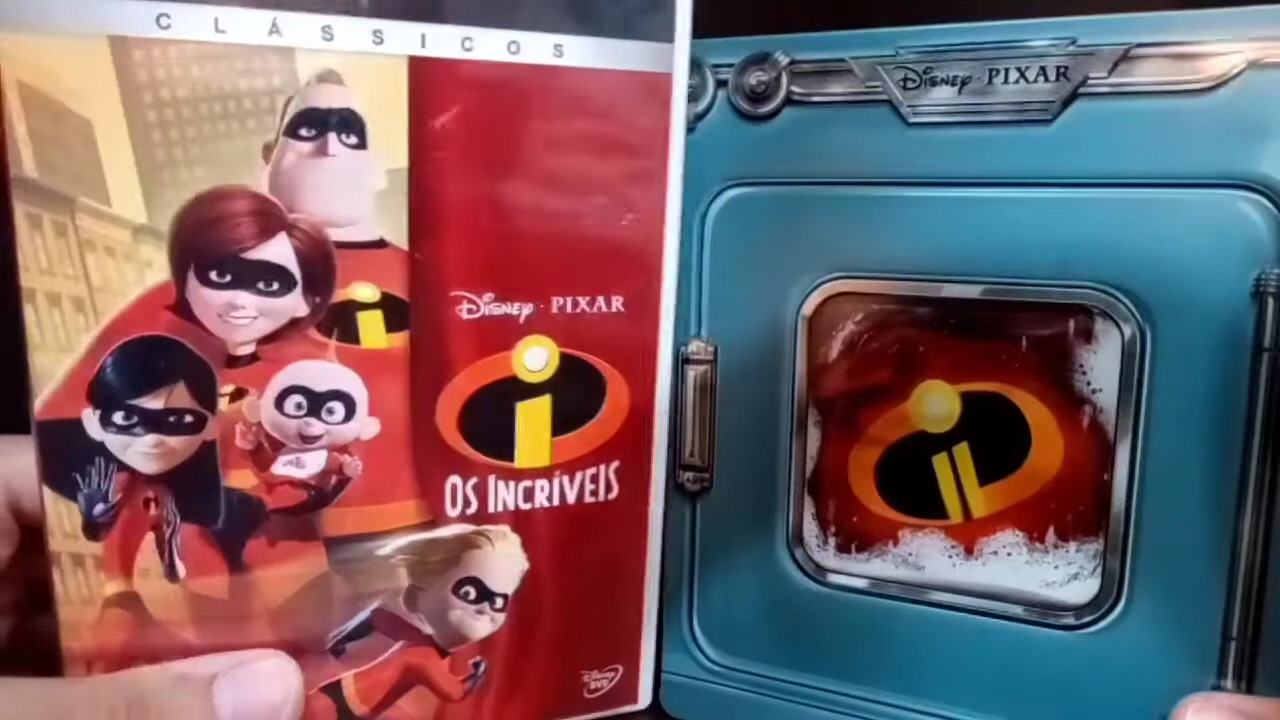 CLÁSSICOS
Disney · PIXAR
OS INCRÍVEIS
Disney
DVD
Disney · PIXAR